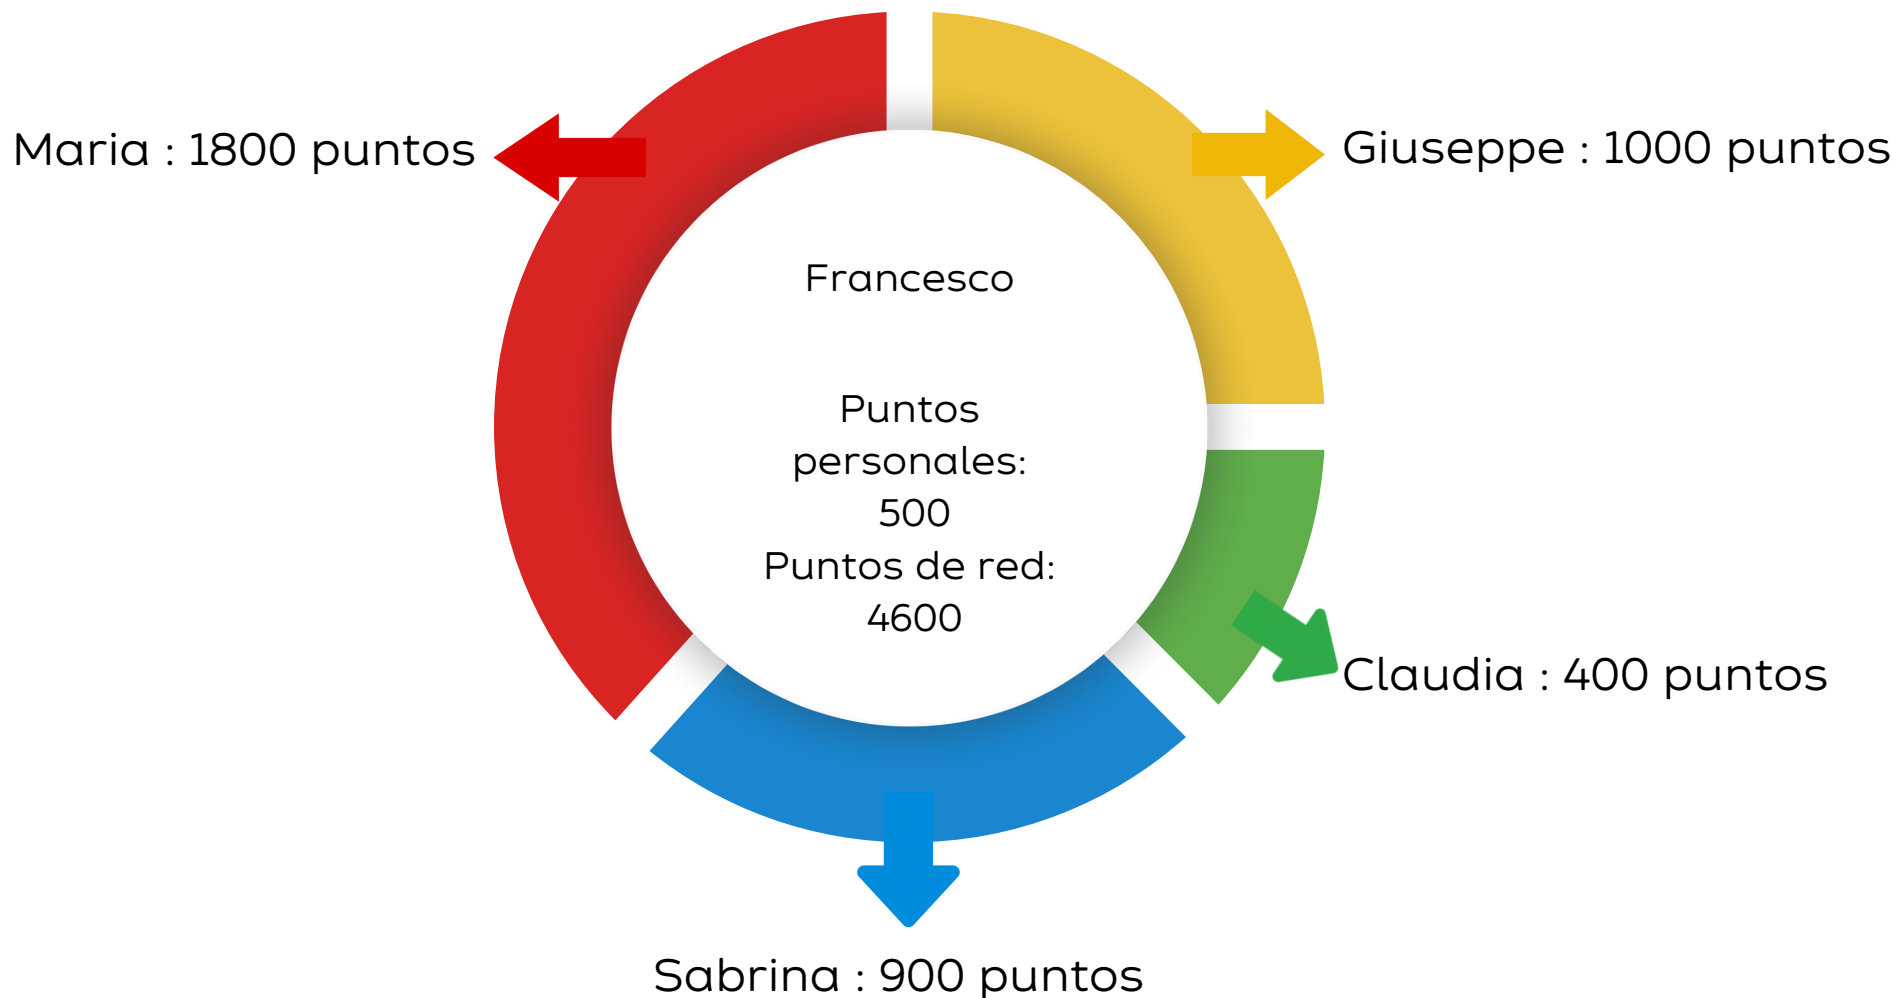 Maria : 1800 puntos
Giuseppe : 1000 puntos
Francesco
Puntos
personales:
500
Puntos de red:
4600
Claudia : 400 puntos
Sabrina : 900 puntos